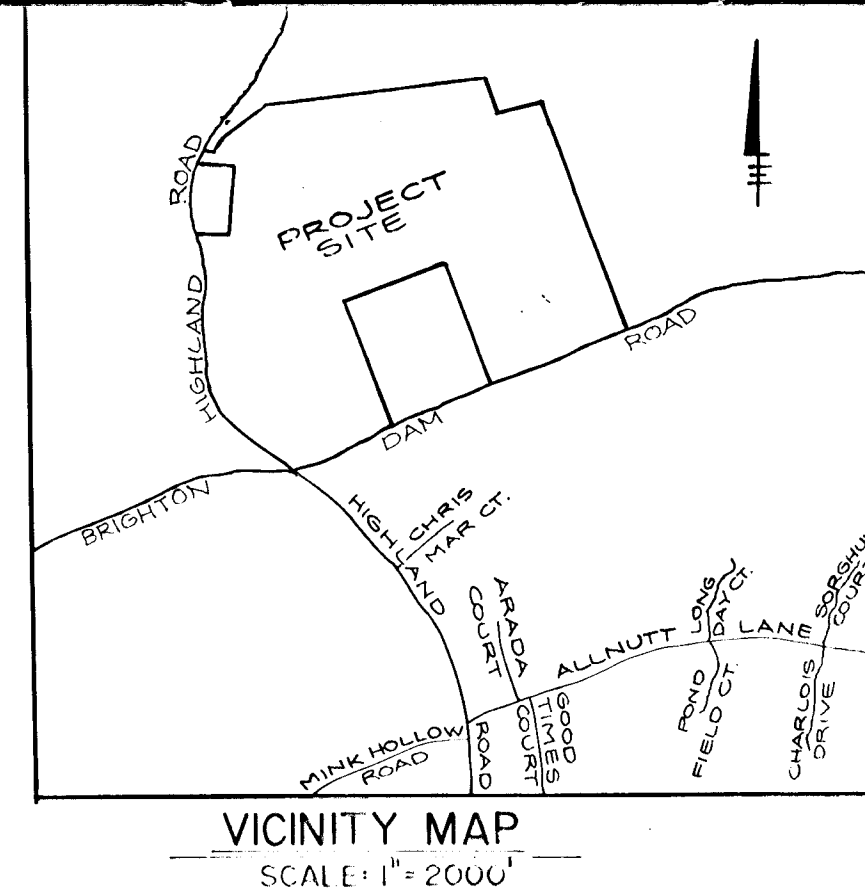 ROAD
PROJECT
SITE
HIGHLAND
ROAD
DAM
BRIGHTON
HIGHLAND
CHRIS
MAR CT.
ARADA
COURT
ALLNUTT
LANE
LONG
DAY CT.
COURT
POND
FIELD CT.
CHARLOIS
DRIVE
GOOD
TIMES
COURT
MINK HOLLOW
ROAD
ROAD
VICINITY MAP
SCALE: 1" = 2000'